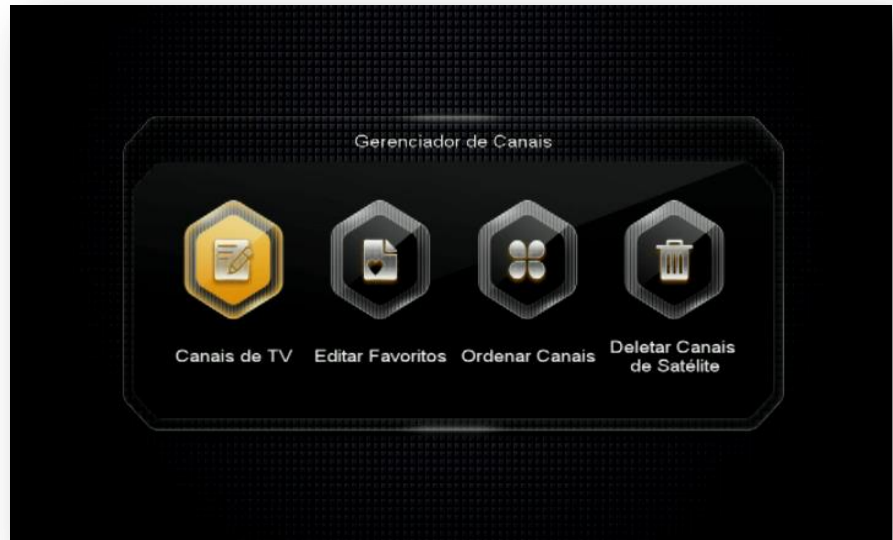 Gerenciador de Canais
Canais de TV
Editar Favoritos
Ordenar Canais
Deletar Canais
de Satélite